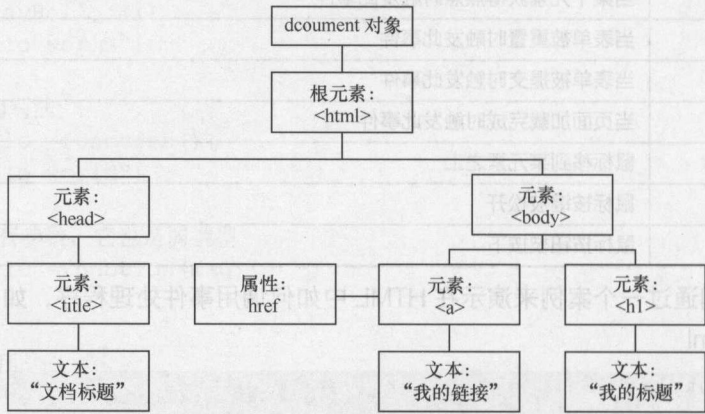 dcoument 对象
根元素：
<html>
元素：
<head>
元素：
<body>
元素：
<title>
属性：
href
元素：
<a>
元素：
<h1>
文本：
“文档标题”
文本：
“我的链接”
文本：
“我的标题”